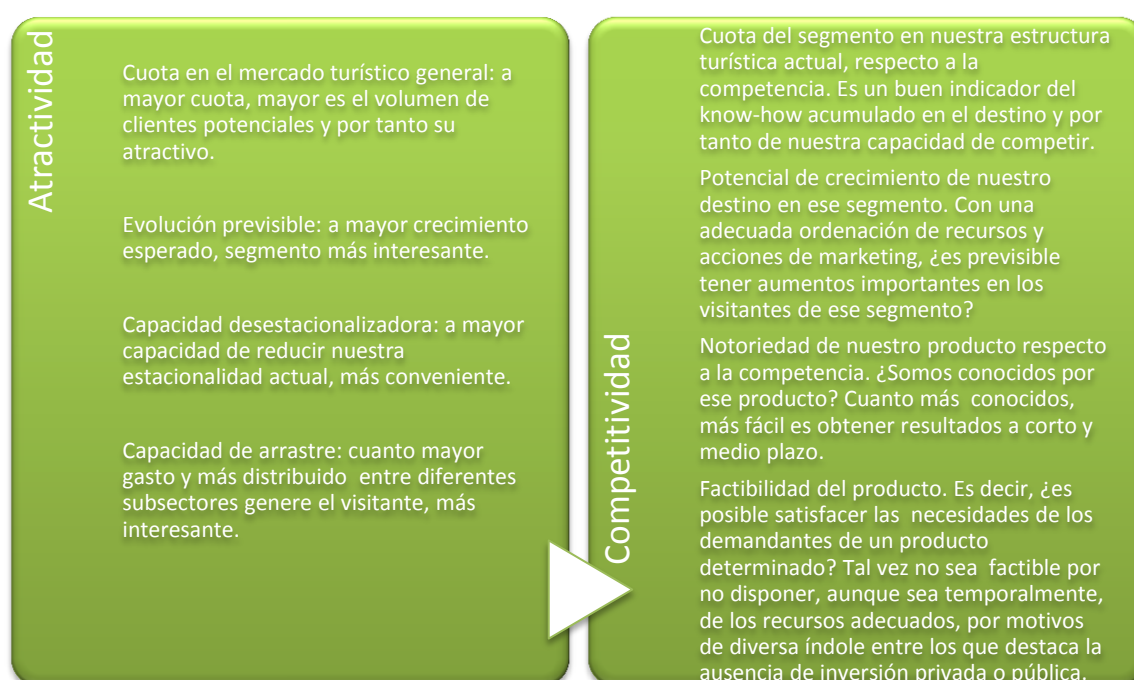 Atractividad
Cuota en el mercado turístico general: a
mayor cuota, mayor es el volumen de
clientes potenciales y por tanto su
atractivo.
Evolución previsible: a mayor crecimiento
esperado, segmento más interesante.
Capacidad desestacionalizadora: a mayor
capacidad de reducir nuestra
estacionalidad actual, más conveniente.
Capacidad de arrastre: cuanto mayor
gasto y más distribuido entre diferentes
subsectores genere el visitante, más
interesante.
Competitividad
Cuota del segmento en nuestra estructura
turística actual, respecto a la
competencia. Es un buen indicador del
know-how acumulado en el destino y por
tanto de nuestra capacidad de competir.
Potencial de crecimiento de nuestro
destino en ese segmento. Con una
adecuada ordenación de recursos y
acciones de marketing, ¿es previsible
tener aumentos importantes en los
visitantes de ese segmento?
Notoriedad de nuestro producto respecto
a la competencia. ¿Somos conocidos por
ese producto? Cuanto más conocidos,
más fácil es obtener resultados a corto y
medio plazo.
Factibilidad del producto. Es decir, ¿es
posible satisfacer las necesidades de los
demandantes de un producto
determinado? Tal vez no sea factible por
no disponer, aunque sea temporalmente,
de los recursos adecuados, por motivos
de diversa índole entre los que destaca la
ausencia de inversión privada o pública.